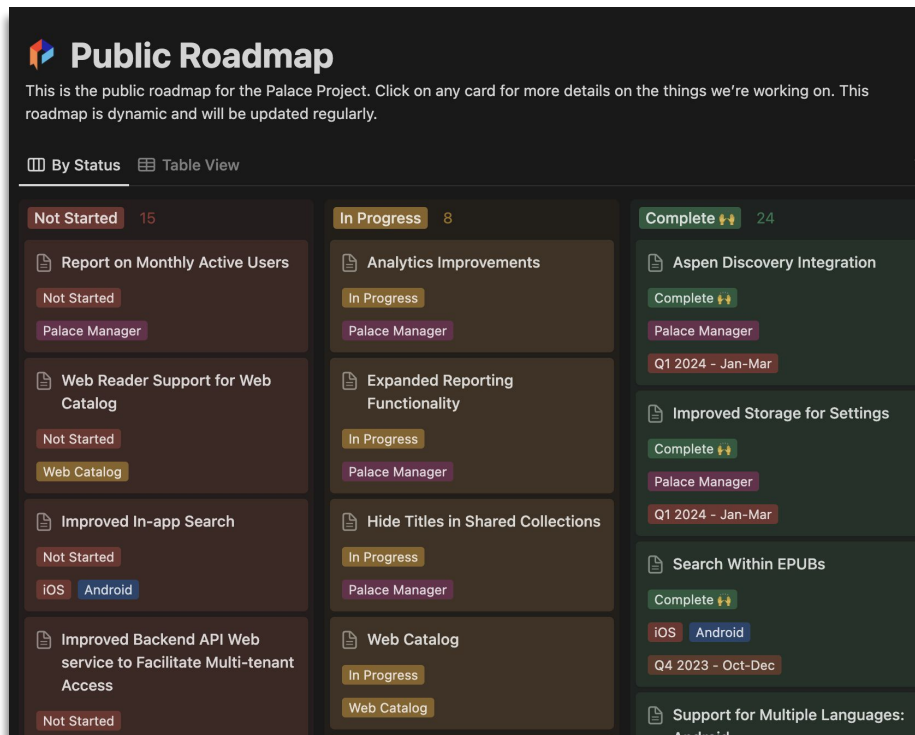 Public Roadmap
This is the public roadmap for the Palace Project. Click on any card for more details on the things we're working on. This
roadmap is dynamic and will be updated regularly.
By Status
Table View
Not Started 15
Report on Monthly Active Users
Not Started
Palace Manager
Web Reader Support for Web
Catalog
Not Started
Web Catalog
Improved In-app Search
Not Started
iOS Android
Improved Backend API Web
service to Facilitate Multi-tenant
Access
Not Started
In Progress 8
Analytics Improvements
In Progress
Palace Manager
Expanded Reporting
Functionality
In Progress
Palace Manager
Hide Titles in Shared Collections
In Progress
Palace Manager
Web Catalog
In Progress
Web Catalog
Complete 🙌 24
Aspen Discovery Integration
Complete 🙌
Palace Manager
Q1 2024 - Jan-Mar
Improved Storage for Settings
Complete 🙌
Palace Manager
Q1 2024 - Jan-Mar
Search Within EPUBs
Complete 🙌
iOS Android
Q4 2023 - Oct-Dec
Support for Multiple Languages:
Android